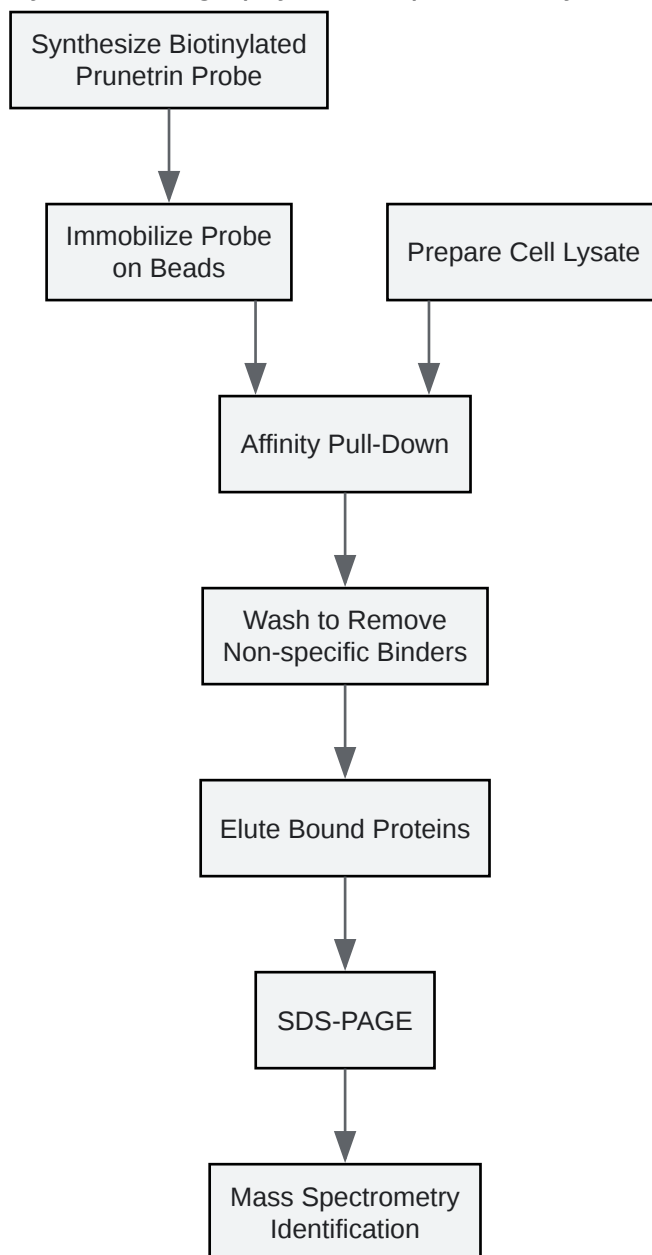 Synthesize Biotinylated
Prunetrin Probe
Immobilize Probe
on Beads
Prepare Cell Lysate
Affinity Pull-Down
Wash to Remove
Non-specific Binders
Elute Bound Proteins
SDS-PAGE
Mass Spectrometry
Identification